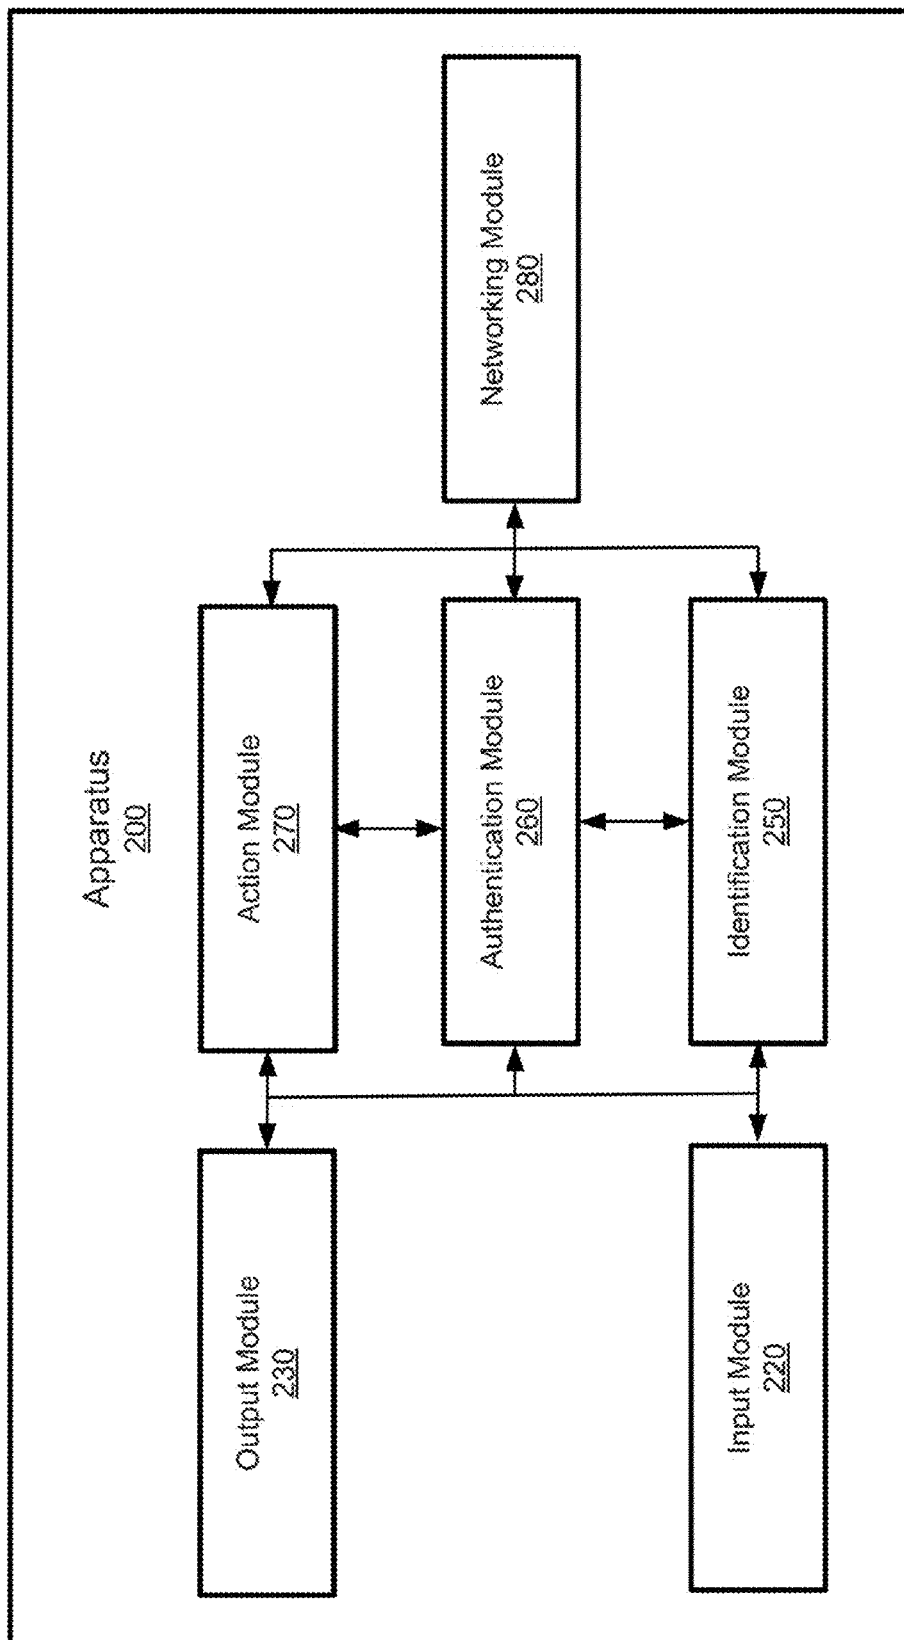 Apparatus
200
Output Module
230
Action Module
270
Authentication Module
260
Networking Module
280
Input Module
220
Identification Module
250